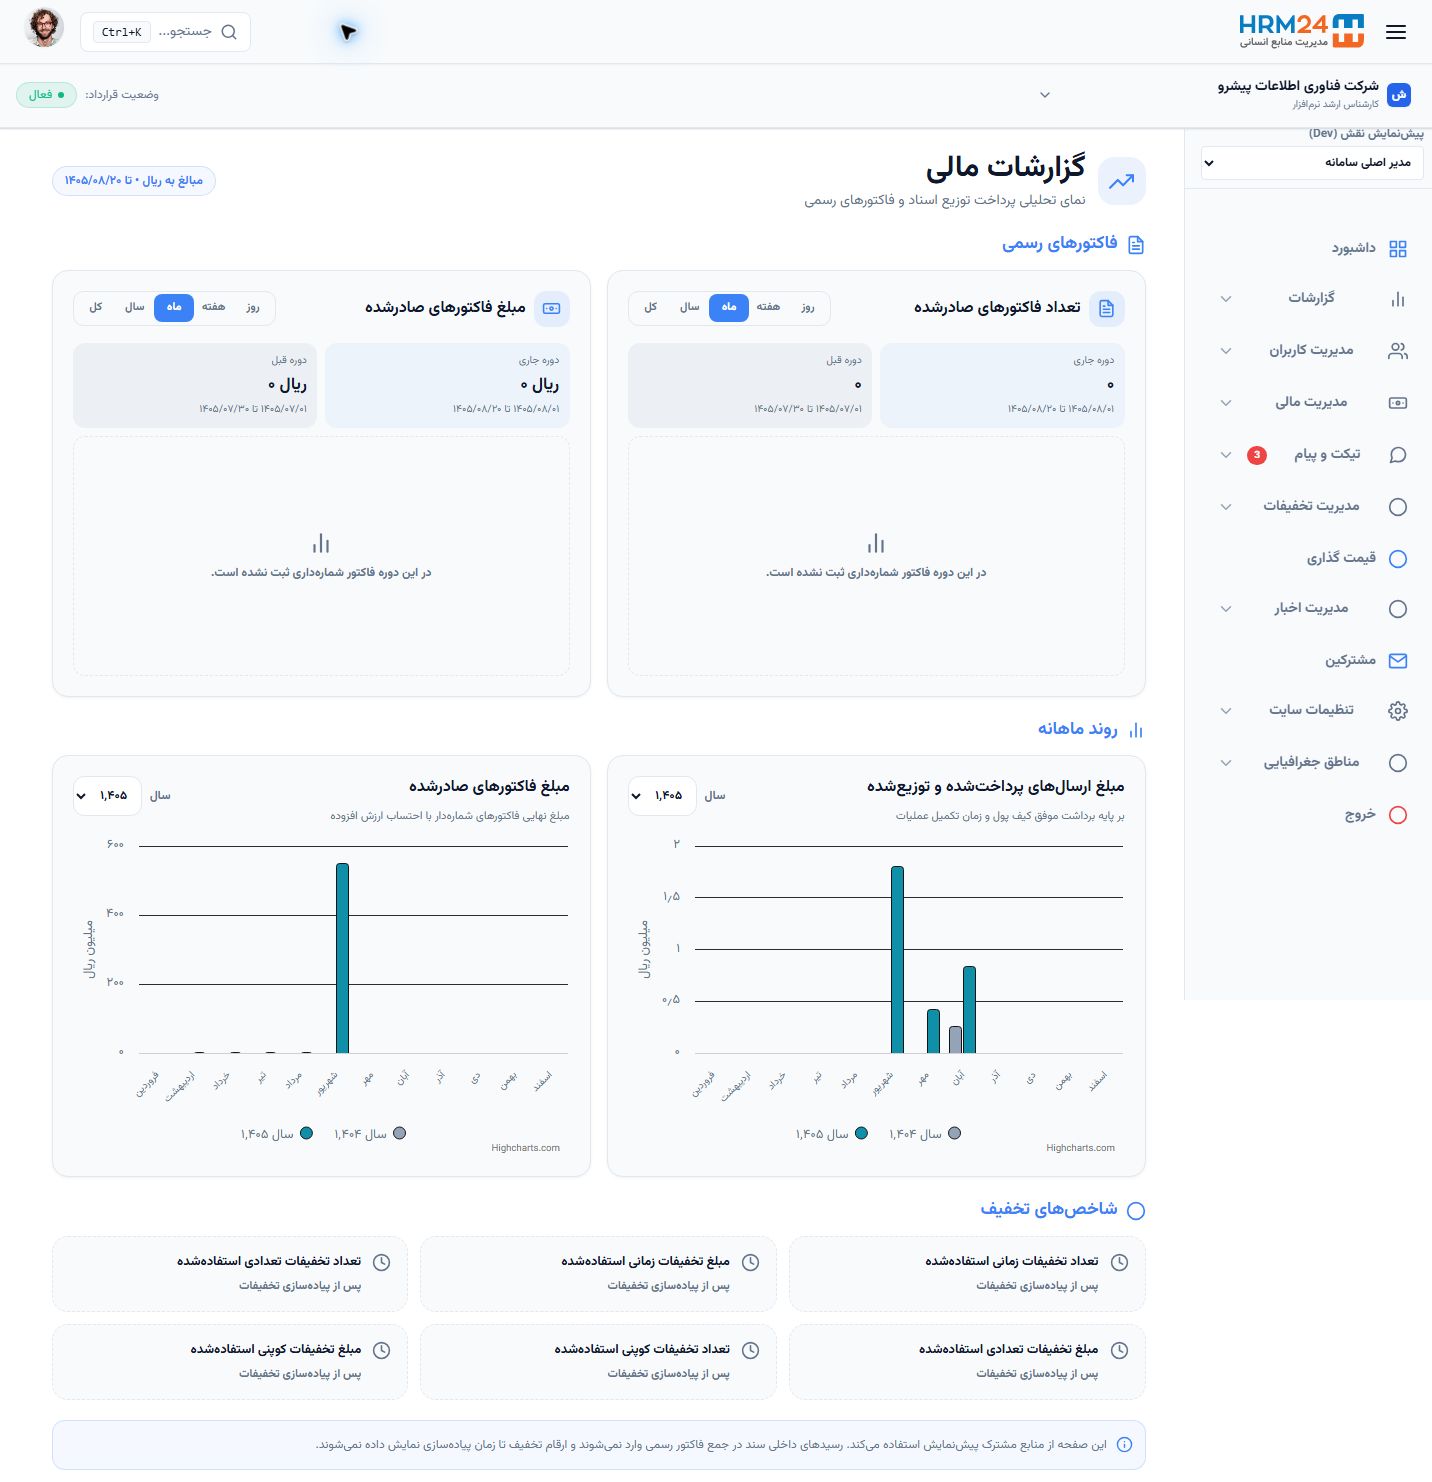 HRM24
مدیریت منابع انسانی
جستجو...
Ctrl+K
ش
شرکت فناوری اطلاعات پیشرو
کارشناس ارشد نرم‌افزار
وضعیت قرارداد:
فعال
پیش‌نمایش نقش (Dev)
مدیر اصلی سامانه
داشبورد
گزارشات
مدیریت کاربران
مدیریت مالی
تیکت و پیام
3
مدیریت تخفیفات
قیمت گذاری
مدیریت اخبار
مشترکین
تنظیمات سایت
مناطق جغرافیایی
خروج
گزارشات مالی
نمای تحلیلی پرداخت توزیع اسناد و فاکتورهای رسمی
مبالغ به ریال • تا ۱۴۰۵/۰۸/۲۰
فاکتورهای رسمی
تعداد فاکتورهای صادرشده
روز هفته ماه سال کل
دوره جاری
۰
۱۴۰۵/۰۸/۰۱ تا ۱۴۰۵/۰۸/۲۰
دوره قبل
۰
۱۴۰۵/۰۷/۰۱ تا ۱۴۰۵/۰۷/۳۰
در این دوره فاکتور شماره‌داری ثبت نشده است.
مبلغ فاکتورهای صادرشده
روز هفته ماه سال کل
دوره جاری
۰ ریال
۱۴۰۵/۰۸/۰۱ تا ۱۴۰۵/۰۸/۲۰
دوره قبل
۰ ریال
۱۴۰۵/۰۷/۰۱ تا ۱۴۰۵/۰۷/۳۰
در این دوره فاکتور شماره‌داری ثبت نشده است.
روند ماهانه
مبلغ ارسال‌های پرداخت‌شده و توزیع‌شده
سال ۱,۴۰۵
بر پایه برداشت موفق کیف پول و زمان تکمیل عملیات
۲
۱٫۵
۱
۰٫۵
۰
میلیون ریال
فروردین اردیبهشت خرداد تیر مرداد شهریور مهر آبان آذر دی بهمن اسفند
سال ۱,۴۰۴
سال ۱,۴۰۵
Highcharts.com
مبلغ فاکتورهای صادرشده
سال ۱,۴۰۵
مبلغ نهایی فاکتورهای شماره‌دار با احتساب ارزش افزوده
۶۰۰
۴۰۰
۲۰۰
۰
میلیون ریال
فروردین اردیبهشت خرداد تیر مرداد شهریور مهر آبان آذر دی بهمن اسفند
سال ۱,۴۰۴
سال ۱,۴۰۵
Highcharts.com
شاخص‌های تخفیف
تعداد تخفیفات زمانی استفاده‌شده
پس از پیاده‌سازی تخفیفات
مبلغ تخفیفات زمانی استفاده‌شده
پس از پیاده‌سازی تخفیفات
تعداد تخفیفات تعدادی استفاده‌شده
پس از پیاده‌سازی تخفیفات
مبلغ تخفیفات تعدادی استفاده‌شده
پس از پیاده‌سازی تخفیفات
تعداد تخفیفات کوپنی استفاده‌شده
پس از پیاده‌سازی تخفیفات
مبلغ تخفیفات کوپنی استفاده‌شده
پس از پیاده‌سازی تخفیفات
این صفحه از منابع مشترک پیش‌نمایش استفاده می‌کند. رسیدهای داخلی سند در جمع فاکتور رسمی وارد نمی‌شوند و ارقام تخفیف تا زمان پیاده‌سازی نمایش داده نمی‌شوند.